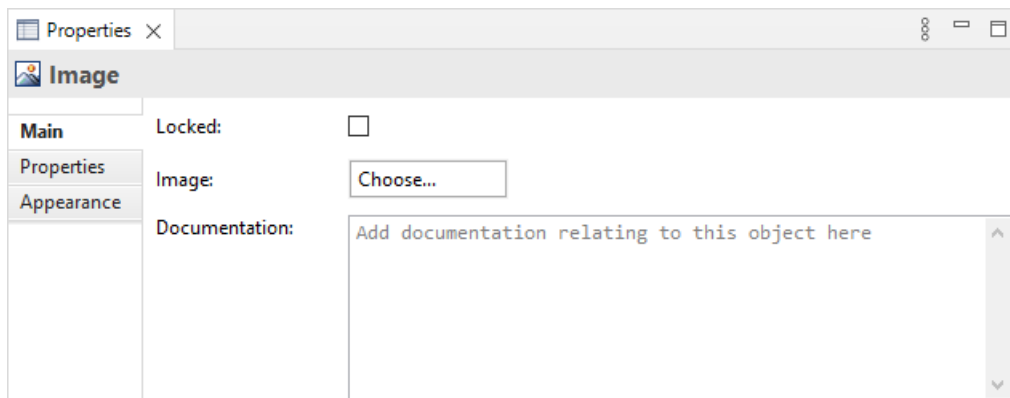 Properties
Image
Main
Properties
Appearance
Locked:
Image:
Choose...
Documentation:
Add documentation relating to this object here